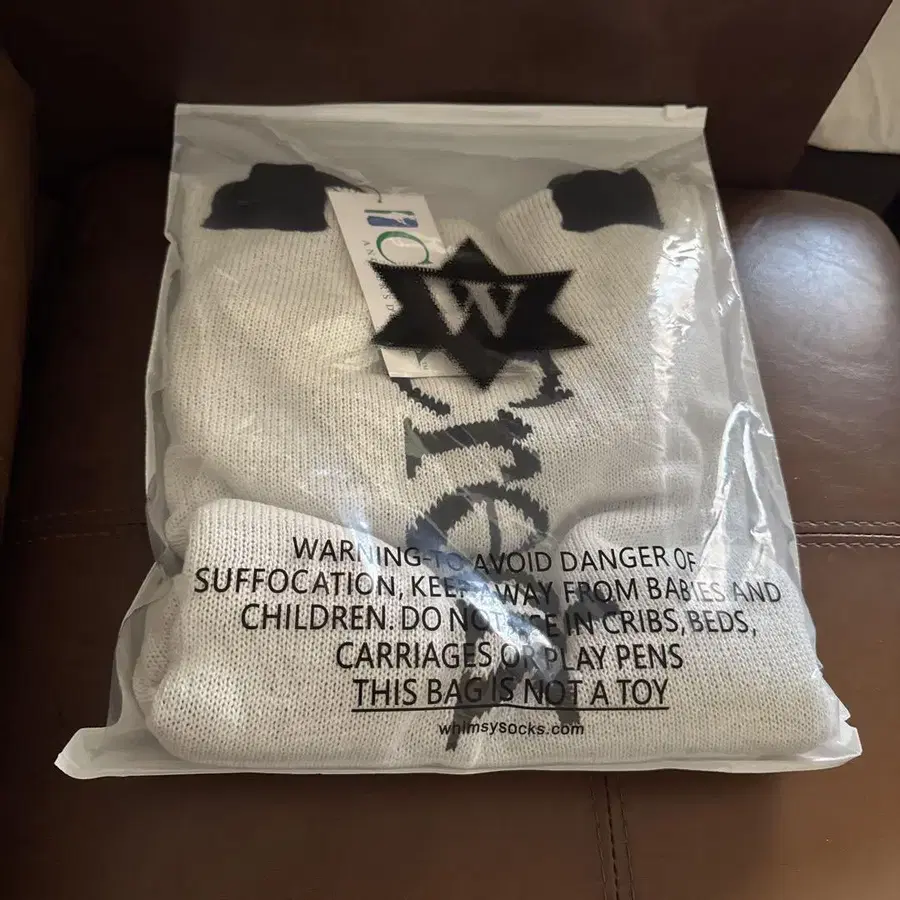 W
WARNING-TO AVOID DANGER OF
SUFFOCATION, KEEP AWAY FROM BABIES AND
CHILDREN. DO NOT USE IN CRIBS, BEDS,
CARRIAGES OR PLAY PENS
THIS BAG IS NOT A TOY
whimsysocks.com